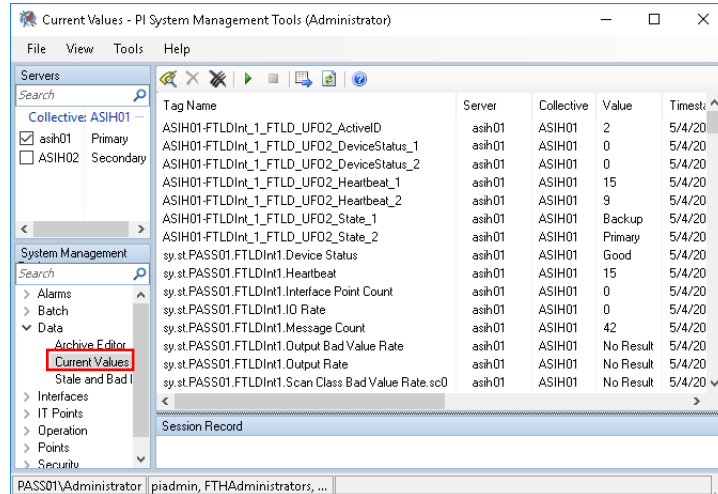 Current Values - PI System Management Tools (Administrator)
File View Tools Help
Servers
Search
Collective: ASIH01
asih01 Primary
ASIH02 Secondary
System Management
Search
Alarms
Batch
Data
Archive Editor
Current Values
Stale and Bad
Interfaces
IT Points
Operation
Points
Security
Tag Name Server Collective Value Timest
ASIH01-FTLDInt_1_FTLD_UFO2_ActiveID asih01 ASIH01 2 5/4/20
ASIH01-FTLDInt_1_FTLD_UFO2_DeviceStatus_1 asih01 ASIH01 0 5/4/20
ASIH01-FTLDInt_1_FTLD_UFO2_DeviceStatus_2 asih01 ASIH01 0 5/4/20
ASIH01-FTLDInt_1_FTLD_UFO2_Heartbeat_1 asih01 ASIH01 15 5/4/20
ASIH01-FTLDInt_1_FTLD_UFO2_Heartbeat_2 asih01 ASIH01 9 5/4/20
ASIH01-FTLDInt_1_FTLD_UFO2_State_1 asih01 ASIH01 Backup 5/4/20
ASIH01-FTLDInt_1_FTLD_UFO2_State_2 asih01 ASIH01 Primary 5/4/20
sy.st.PASS01.FTLDInt1.Device Status asih01 ASIH01 Good 5/4/20
sy.st.PASS01.FTLDInt1.Heartbeat asih01 ASIH01 15 5/4/20
sy.st.PASS01.FTLDInt1.Interface Point Count asih01 ASIH01 0 5/4/20
sy.st.PASS01.FTLDInt1.IO Rate asih01 ASIH01 0 5/4/20
sy.st.PASS01.FTLDInt1.Message Count asih01 ASIH01 42 5/4/20
sy.st.PASS01.FTLDInt1.Output Bad Value Rate asih01 ASIH01 No Result 5/4/20
sy.st.PASS01.FTLDInt1.Output Rate asih01 ASIH01 No Result 5/4/20
sy.st.PASS01.FTLDInt1.Scan Class Bad Value Rate.sc0 asih01 ASIH01 No Result 5/4/20
Session Record
PASS01\Administrator piadmin, FTHAdministrators, ...